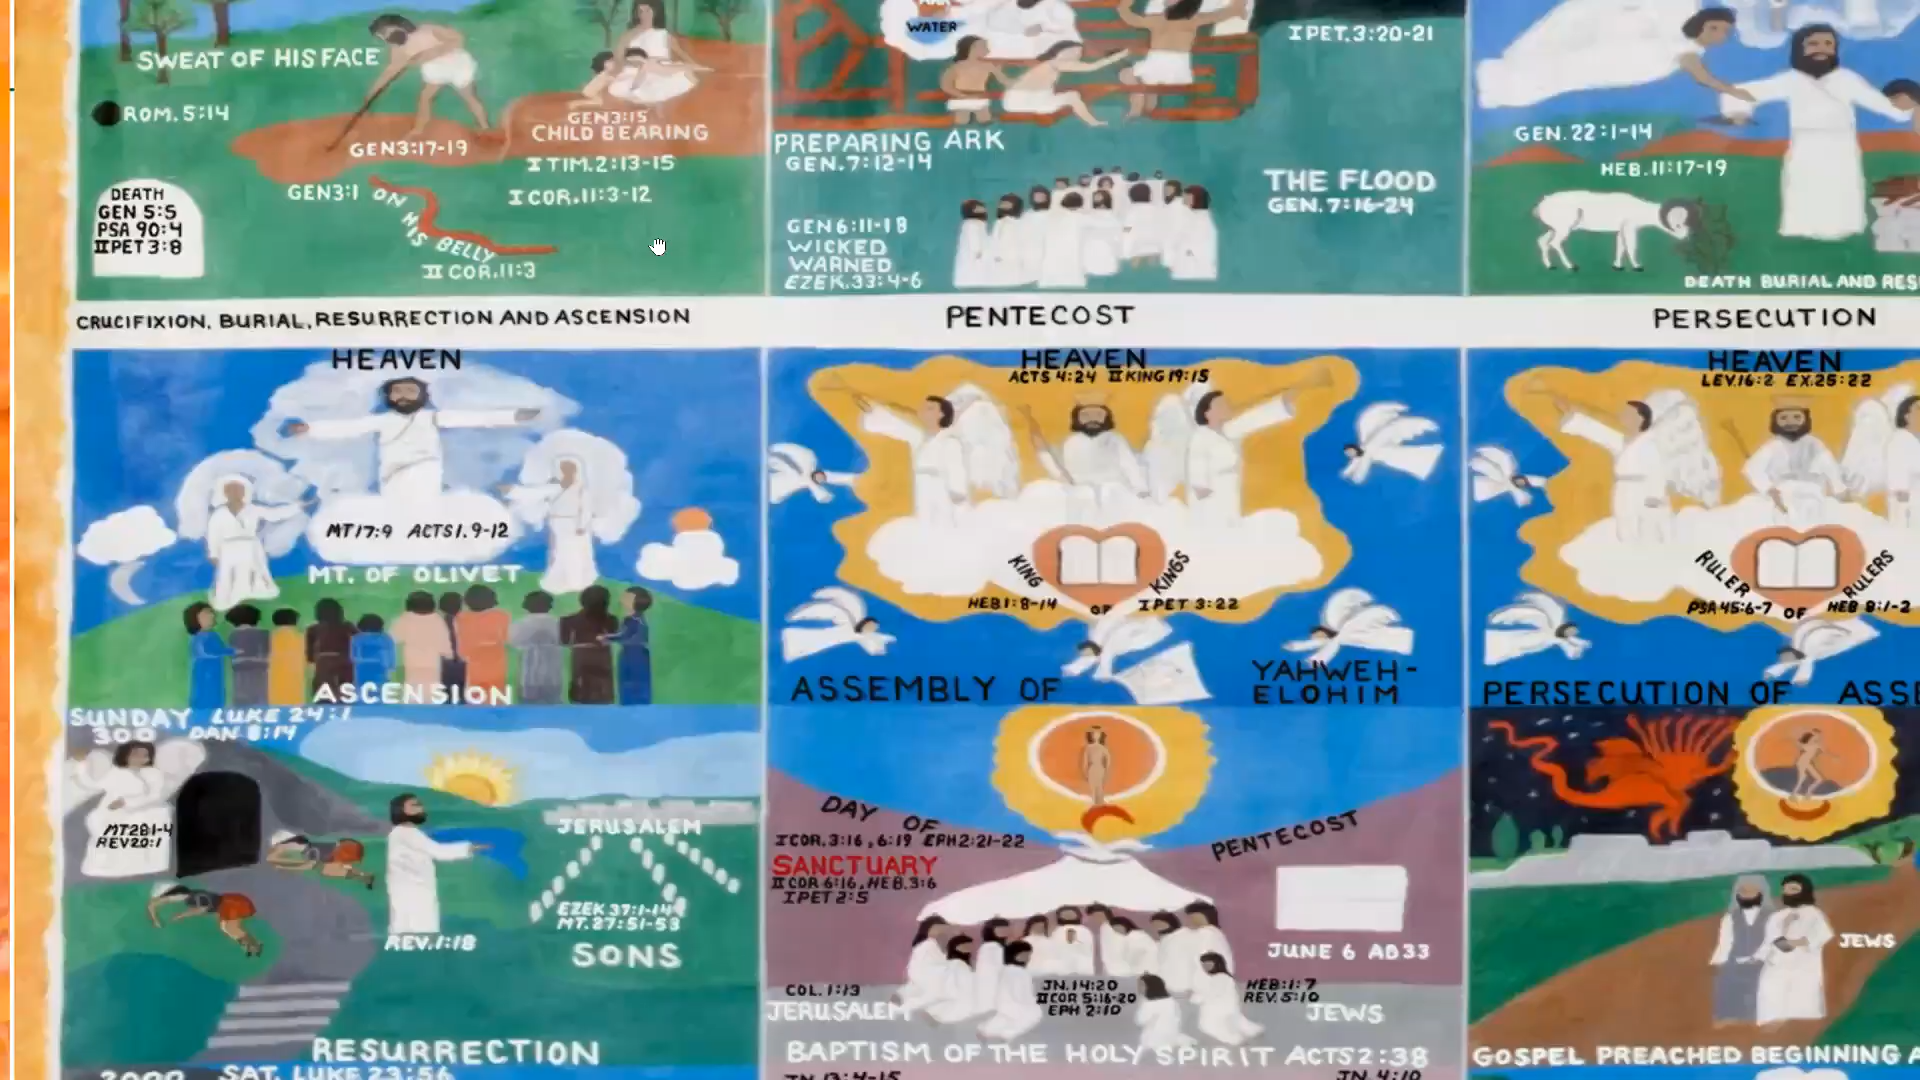 SWEAT OF HIS FACE
ROM. 5:14
GEN3:17-19
GEN3:15
CHILD BEARING
I TIM. 2:13-15
GEN3:1
I COR. 11:3-12
ON HIS BELLY
II COR. 11:3
DEATH
GEN 5:5
PSA 90:4
II PET 3:8
WATER
I PET. 3:20-21
PREPARING ARK
GEN. 7:12-14
THE FLOOD
GEN. 7:16-24
GEN 6:11-18
WICKED
WARNED
EZEK. 33:4-6
GEN. 22:1-14
HEB. 11:17-19
DEATH BURIAL AND RES
CRUCIFIXION, BURIAL, RESURRECTION AND ASCENSION
PENTECOST
PERSECUTION
HEAVEN
MT 17:9 ACTS 1. 9-12
MT. OF OLIVET
ASCENSION
HEAVEN
ACTS 4:24 II KING 19:15
KING OF KINGS
HEB 1:8-14
I PET 3:22
ASSEMBLY OF
YAHWEH-
ELOHIM
HEAVEN
LEV. 16:2 EX. 25:22
RULER OF RULERS
PSA 45:6-7
HEB 8:1-2
PERSECUTION OF ASSE
SUNDAY LUKE 24:1
300 DAN 8:14
MT 28:1-4
REV 20:1
JERUSALEM
EZEK 37:1-14
MT. 27:51-53
REV. 1:18
SONS
RESURRECTION
SAT. LUKE 23:56
DAY OF
PENTECOST
I COR. 3:16, 6:19 EPH 2:21-22
SANCTUARY
II COR 6:16, HEB. 3:6
I PET 2:5
JUNE 6 AD33
COL. 1:13
JN. 14:20
II COR 5:16-20
EPH 2:10
HEB: 1:7
REV. 5:10
JERUSALEM
JEWS
BAPTISM OF THE HOLY SPIRIT ACTS 2:38
JN. 13:4-15
JN. 4:10
JEWS
GOSPEL PREACHED BEGINNING A